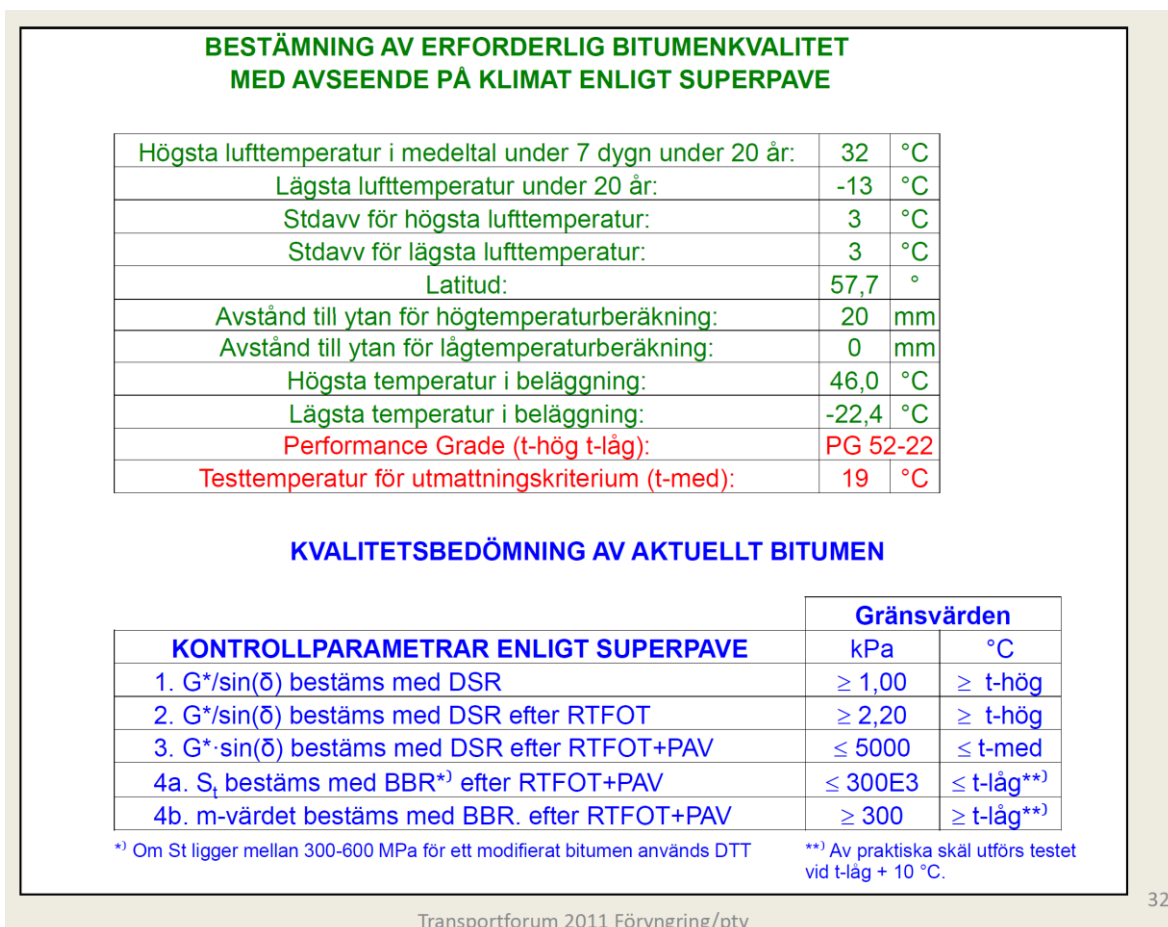 BESTÄMNING AV ERFORDERLIG BITUMENKVALITET
MED AVSEENDE PÅ KLIMAT ENLIGT SUPERPAVE
Högsta lufttemperatur i medeltal under 7 dygn under 20 år: 32 °C
Lägsta lufttemperatur under 20 år: -13 °C
Stdavv för högsta lufttemperatur: 3 °C
Stdavv för lägsta lufttemperatur: 3 °C
Latitud: 57,7 °
Avstånd till ytan för högtemperaturberäkning: 20 mm
Avstånd till ytan för lågtemperaturberäkning: 0 mm
Högsta temperatur i beläggning: 46,0 °C
Lägsta temperatur i beläggning: -22,4 °C
Performance Grade (t-hög t-låg): PG 52-22
Testtemperatur för utmattningskriterium (t-med): 19 °C
KVALITETSBEDÖMNING AV AKTUELLT BITUMEN
Gränsvärden
KONTROLLPARAMETRAR ENLIGT SUPERPAVE kPa °C
1. G*/sin(δ) bestäms med DSR ≥ 1,00 ≥ t-hög
2. G*/sin(δ) bestäms med DSR efter RTFOT ≥ 2,20 ≥ t-hög
3. G*·sin(δ) bestäms med DSR efter RTFOT+PAV ≤ 5000 ≤ t-med
4a. St bestäms med BBR*) efter RTFOT+PAV ≤ 300E3 ≤ t-låg**)
4b. m-värdet bestäms med BBR. efter RTFOT+PAV ≥ 300 ≥ t-låg**)
*) Om St ligger mellan 300-600 MPa för ett modifierat bitumen används DTT
**) Av praktiska skäl utförs testet
vid t-låg + 10 °C.
32
Transportforum 2011 Föryngring/pty